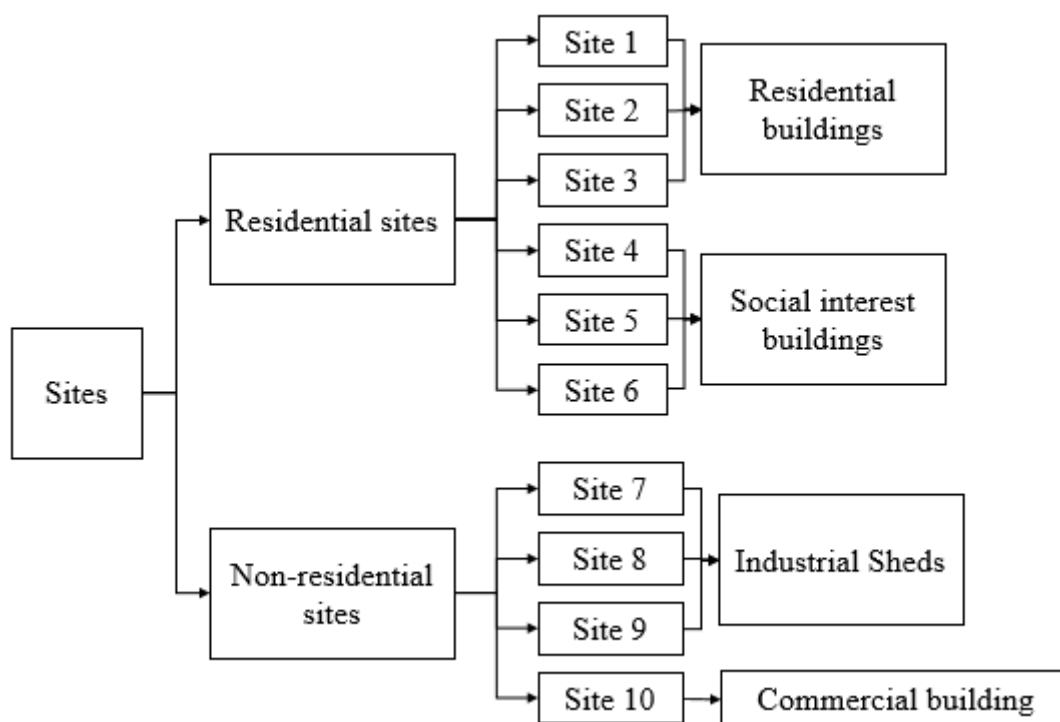 Sites
Residential sites
Non-residential
sites
Site 1
Site 2
Site 3
Site 4
Site 5
Site 6
Site 7
Site 8
Site 9
Site 10
Residential
buildings
Social interest
buildings
Industrial Sheds
Commercial building